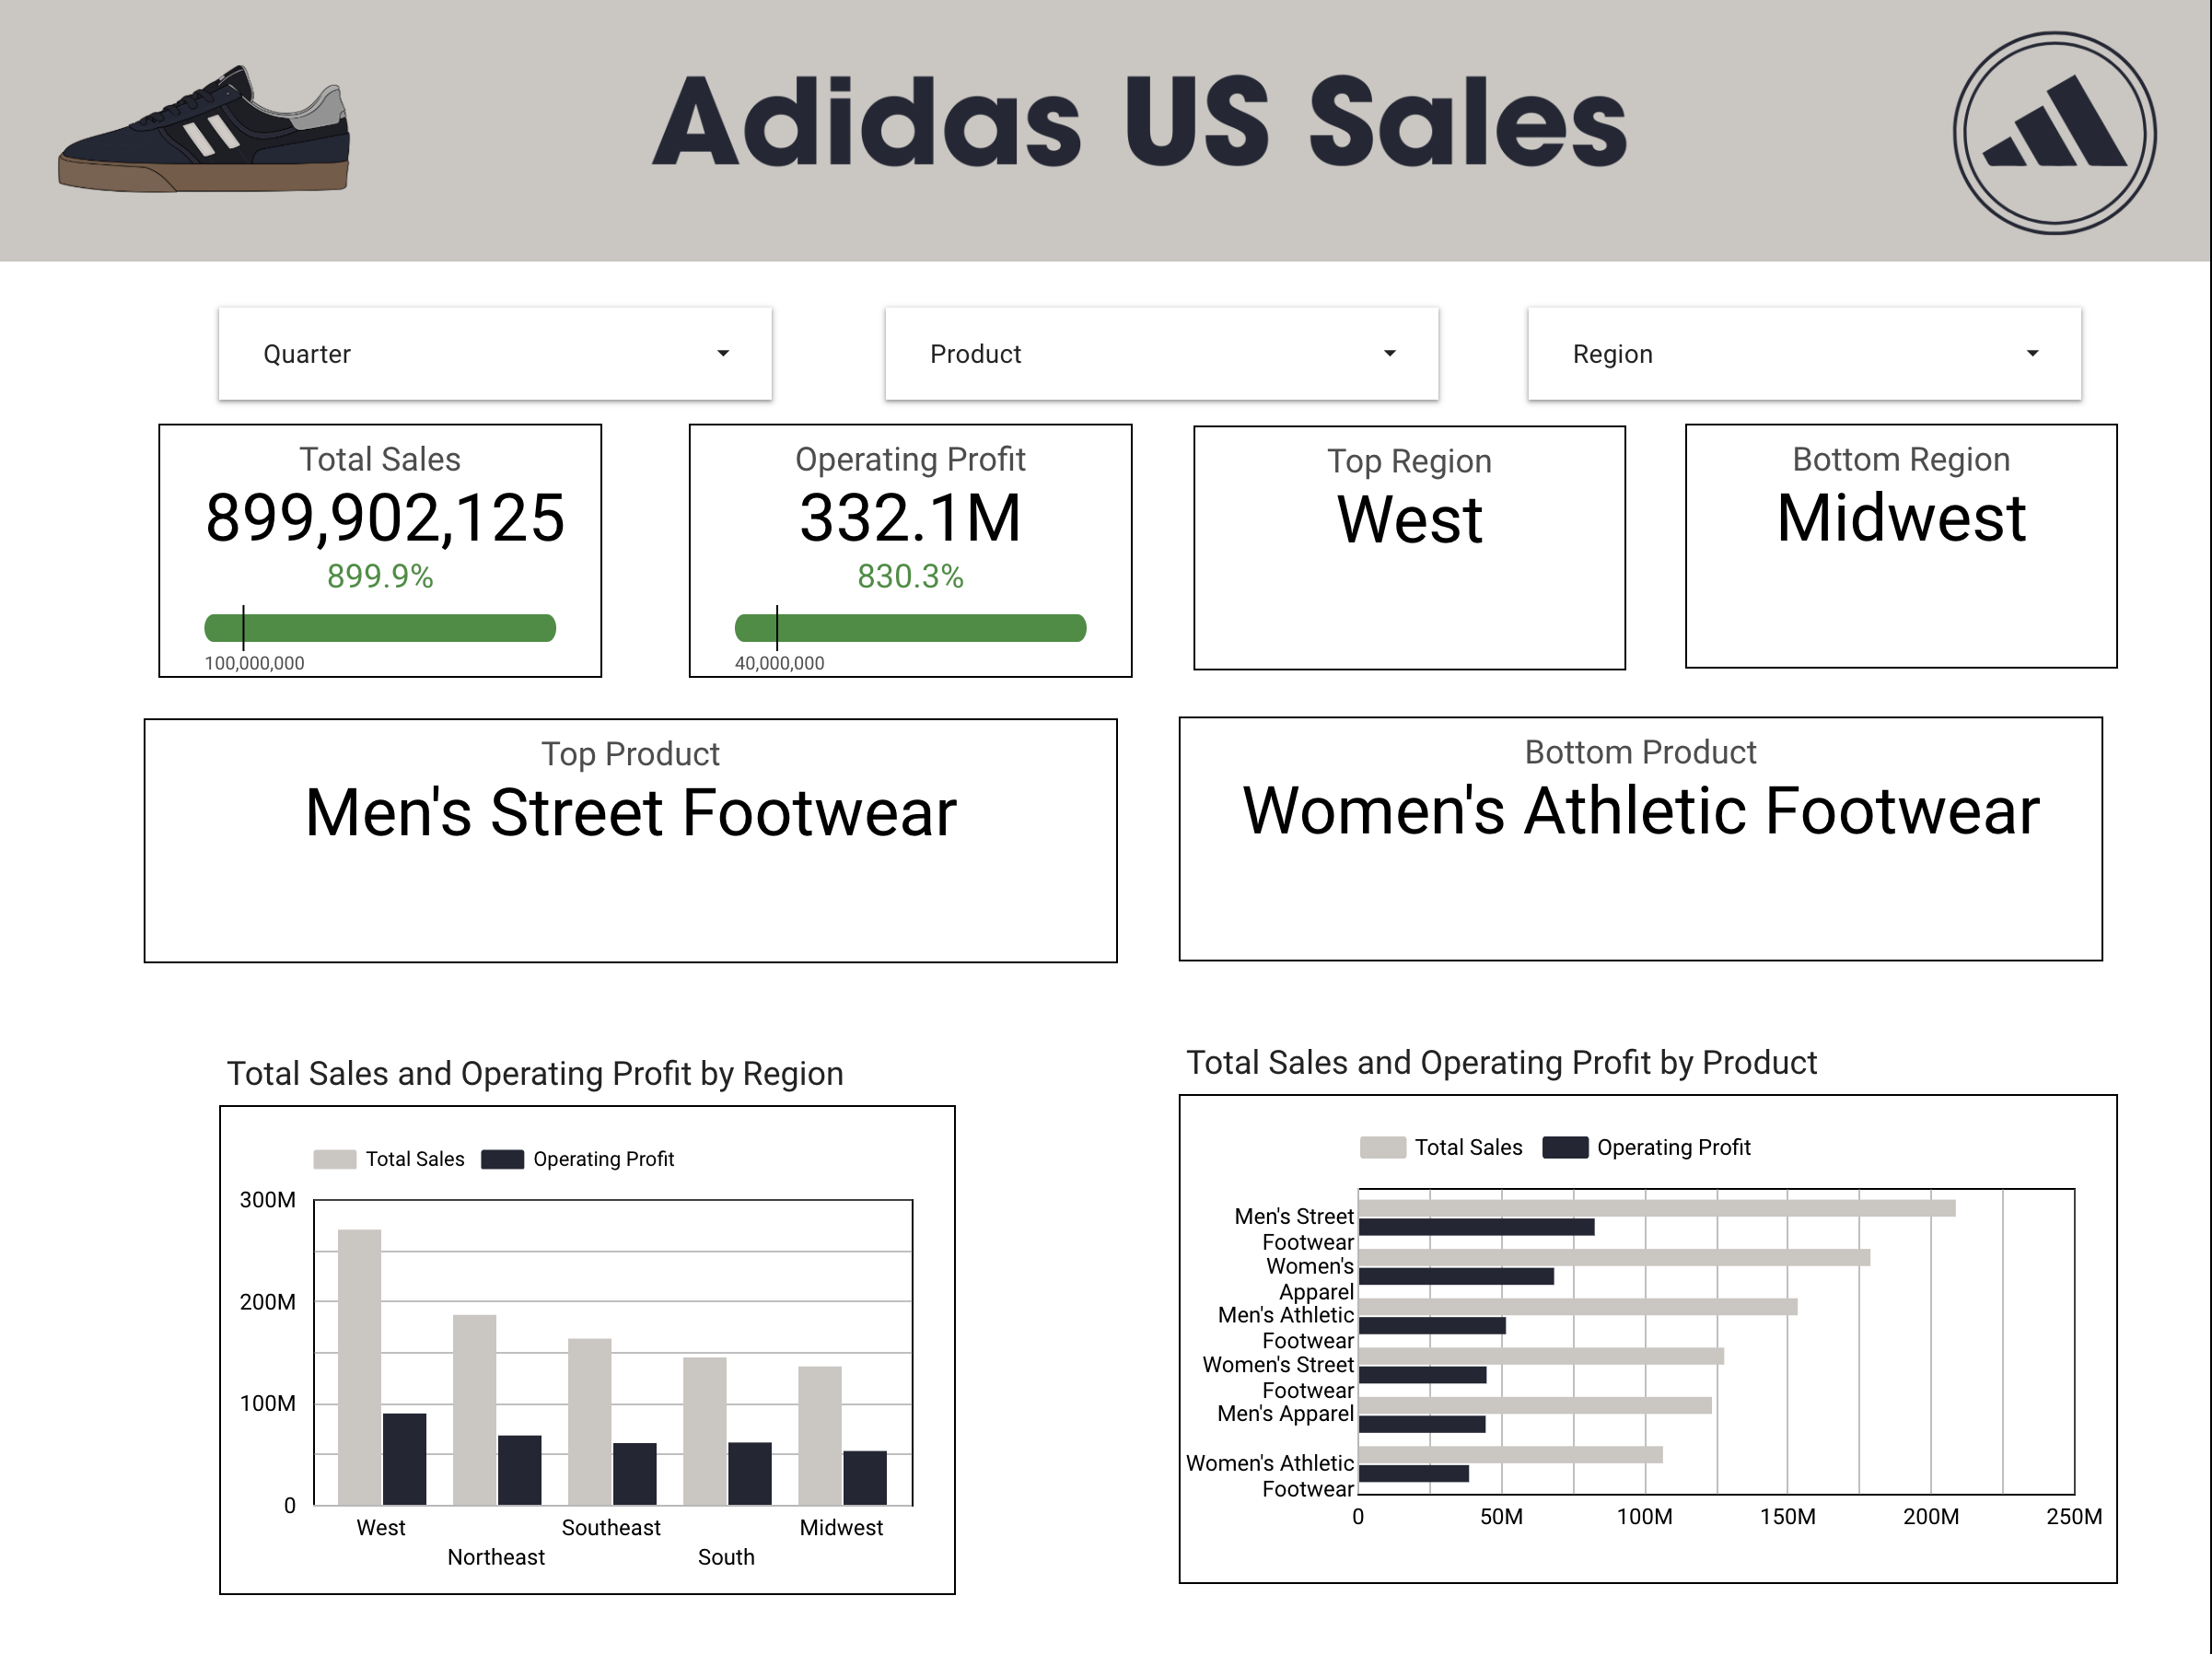 Adidas US Sales
Quarter
Product
Region
Total Sales
899,902,125
899.9%
100,000,000
Operating Profit
332.1M
830.3%
40,000,000
Top Region
West
Bottom Region
Midwest
Top Product
Men's Street Footwear
Bottom Product
Women's Athletic Footwear
Total Sales and Operating Profit by Region
Total Sales
Operating Profit
300M
200M
100M
0
West
Northeast
Southeast
South
Midwest
Total Sales and Operating Profit by Product
Total Sales
Operating Profit
Men's Street
Footwear
Women's
Apparel
Men's Athletic
Footwear
Women's Street
Footwear
Men's Apparel
Women's Athletic
Footwear
0
50M
100M
150M
200M
250M